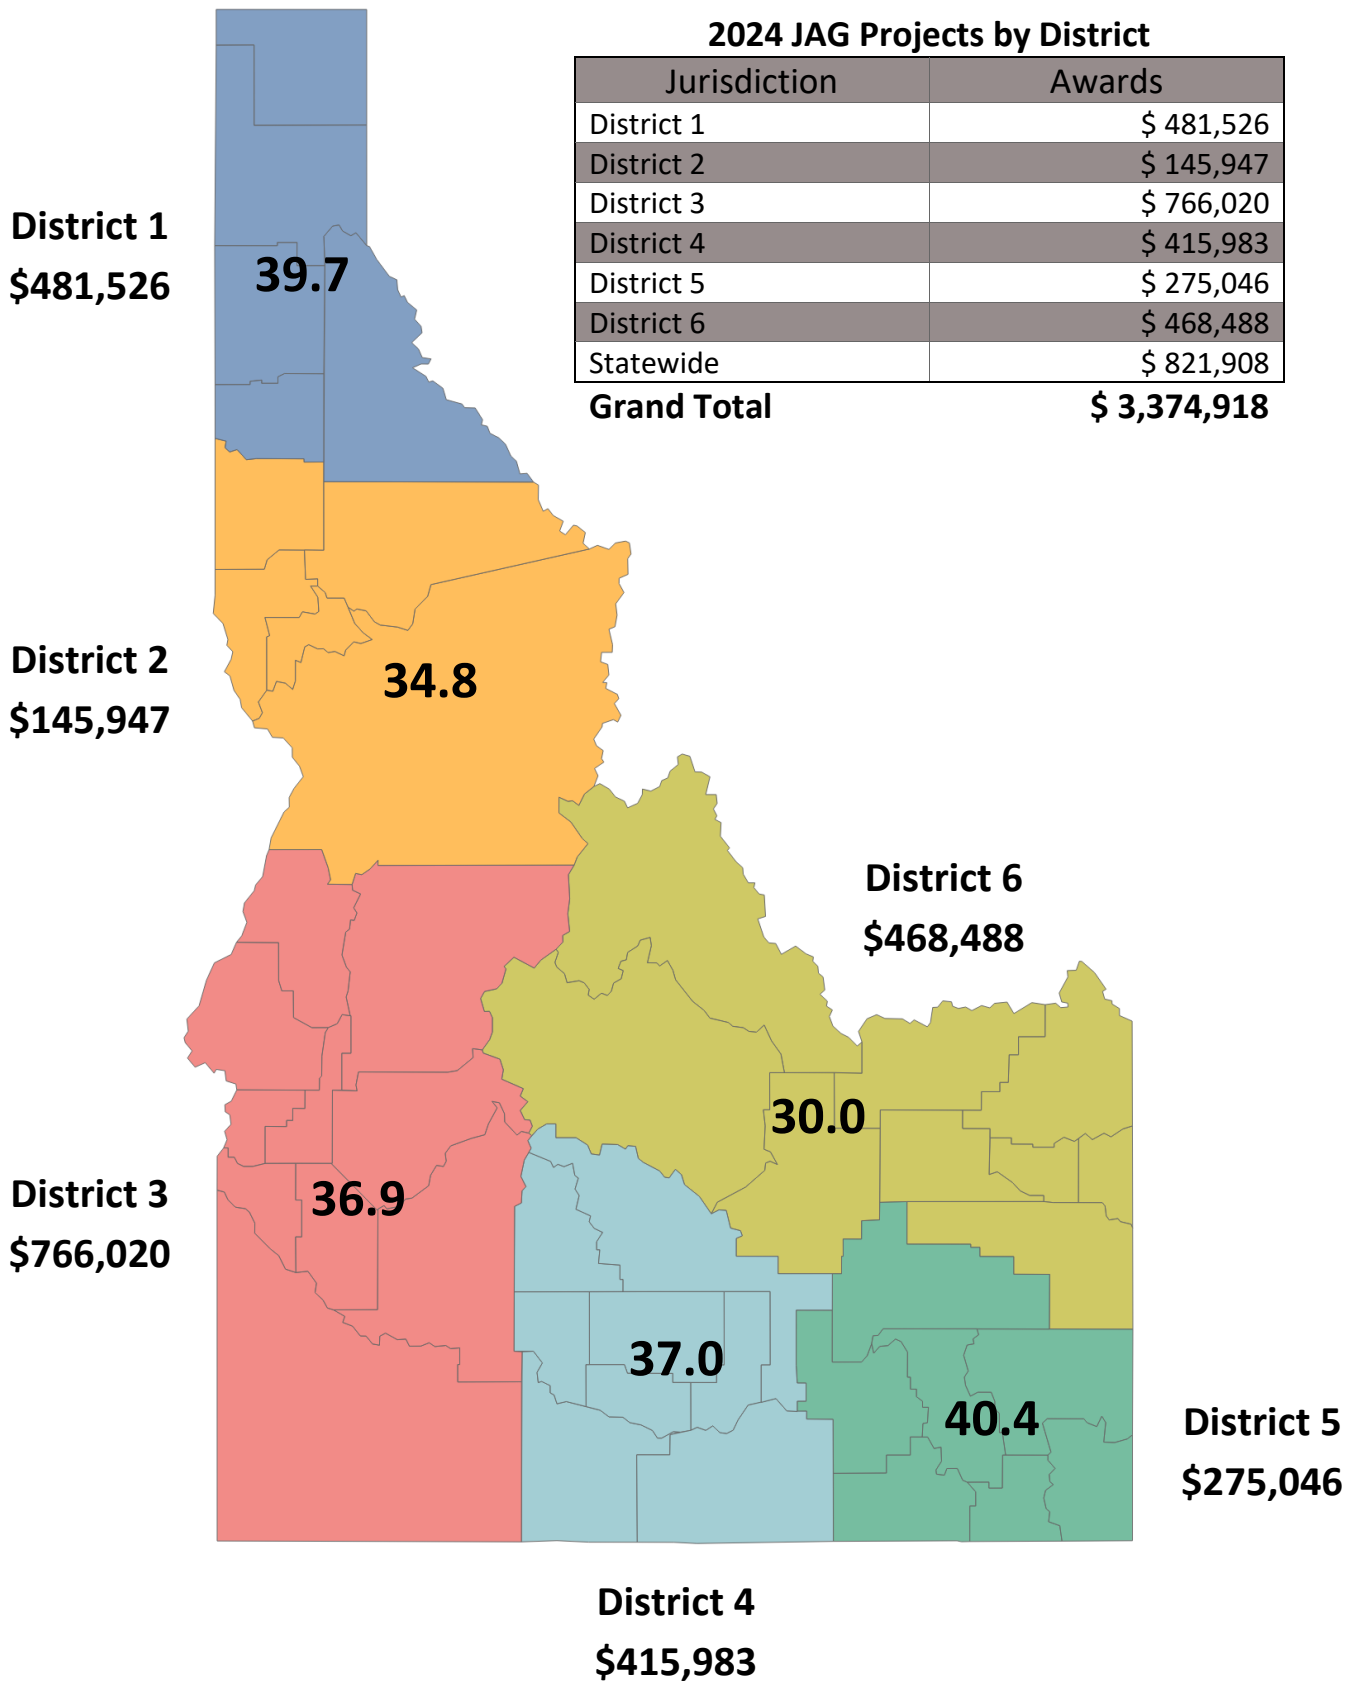 2024 JAG Projects by District
Jurisdiction Awards
District 1 $ 481,526
District 2 $ 145,947
District 3 $ 766,020
District 4 $ 415,983
District 5 $ 275,046
District 6 $ 468,488
Statewide $ 821,908
Grand Total $ 3,374,918
District 1
$481,526
39.7
District 2
$145,947
34.8
District 6
$468,488
30.0
District 3
$766,020
36.9
37.0
40.4
District 5
$275,046
District 4
$415,983